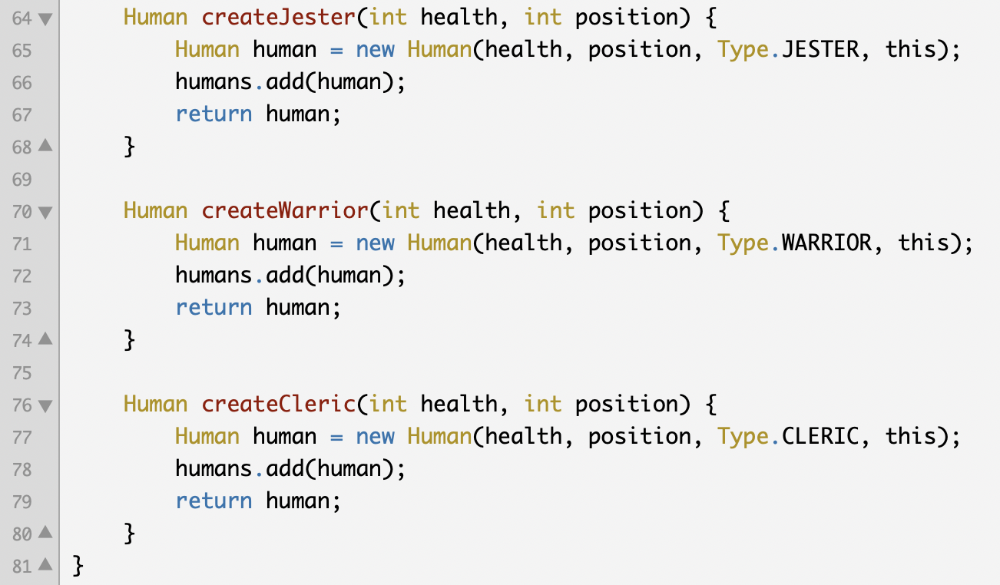 64 Human createJester(int health, int position) {
65 Human human = new Human(health, position, Type.JESTER, this);
66 humans.add(human);
67 return human;
68 }
69
70 Human createWarrior(int health, int position) {
71 Human human = new Human(health, position, Type.WARRIOR, this);
72 humans.add(human);
73 return human;
74 }
75
76 Human createCleric(int health, int position) {
77 Human human = new Human(health, position, Type.CLERIC, this);
78 humans.add(human);
79 return human;
80 }
81 }